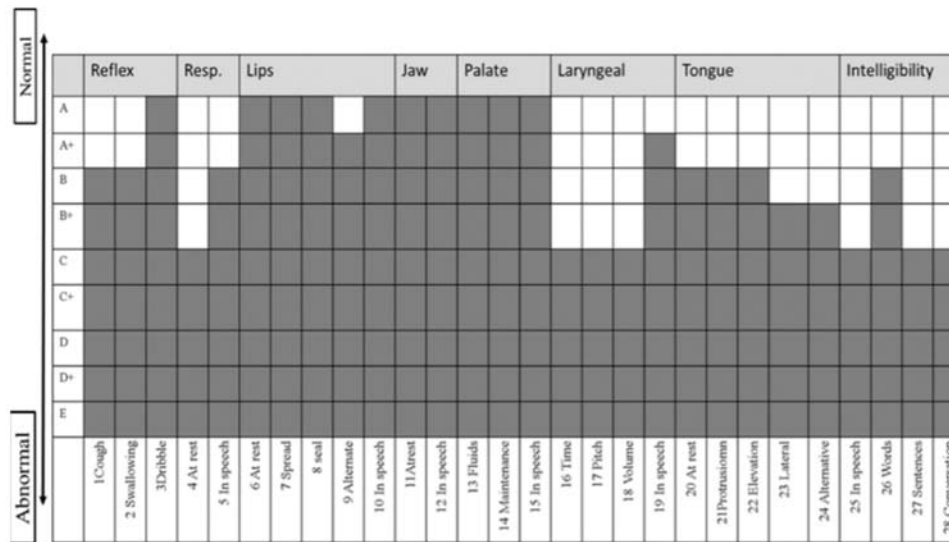 Normal
Abnormal
Reflex Resp. Lips Jaw Palate Laryngeal Tongue Intelligibility
A
A+
B
B+
C
C+
D
D+
E
1Cough
2 Swallowing
3Dribble
4 At rest
5 In speech
6 At rest
7 Spread
8 seal
9 Alternate
10 In speech
11Atrest
12 In speech
13 Fluids
14 Maintenance
15 In speech
16 Time
17 Pitch
18 Volume
19 In speech
20 At rest
21Protrusiomn
22 Elevation
23 Lateral
24 Alternative
25 In speech
26 Words
27 Sentences